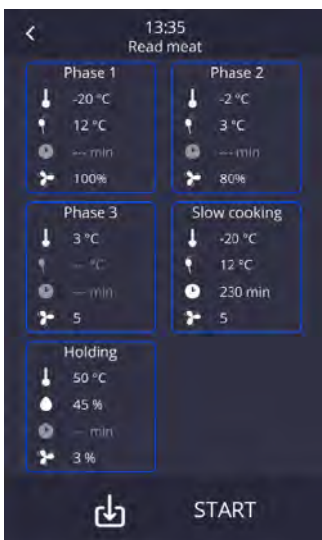 13:35
Read meat
Phase 1
-20 °C
12 °C
--- min
100%
Phase 2
-2 °C
3 °C
--- min
80%
Phase 3
3 °C
-- °C
--- min
5
Slow cooking
-20 °C
12 °C
230 min
5
Holding
50 °C
45 %
-- min
3 %
START